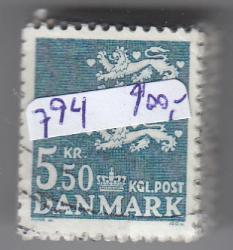 794 900,-
5 KR.
50 KGL POST
DANMARK